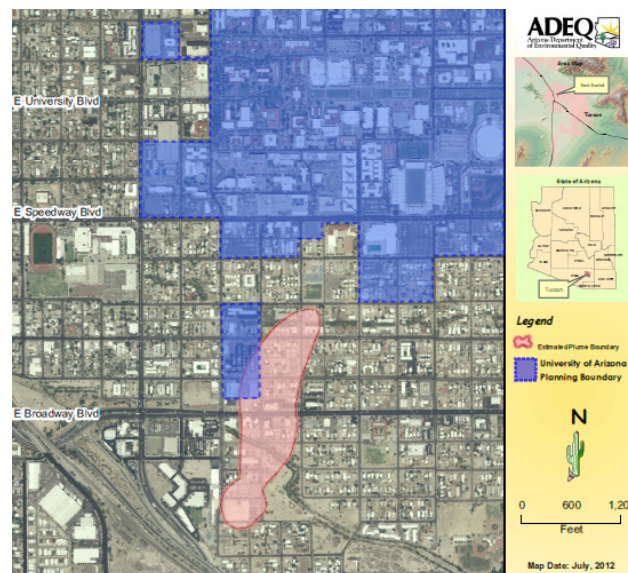 ADEQ
Arizona Department
of Environmental Quality
Area Map
Tucson
State of Arizona
Tucson
E University Blvd
E Speedway Blvd
E Broadway Blvd
Legend
Estimated Plume Boundary
University of Arizona
Planning Boundary
N
0 600 1,20
Feet
Map Date: July, 2012